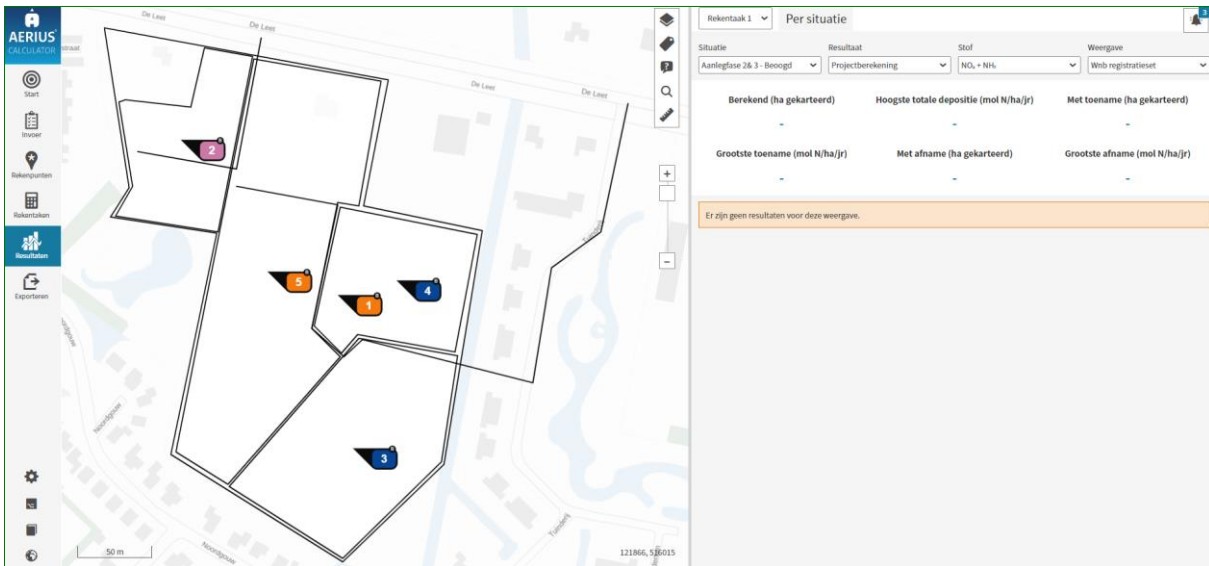 AERIUS
CALCULATOR
Start
Invoer
Rekenpunten
Rekentaken
Resultaten
Exporteren
De Leet
De Leet
De Leet
De Leet
straat
Tuinderij
Tuinderij
Noordgouw
Noordgouw
Noordgouw
2
5
1
4
3
50 m
121866, 516015
Rekentaak 1
Per situatie
3
Situatie Resultaat Stof Weergave
Aanlegfase 2& 3 - Beoogd Projectberekening NOₓ + NH₃ Wnb registratieset
Berekend (ha gekarteerd) Hoogste totale depositie (mol N/ha/jr) Met toename (ha gekarteerd)
- - -
Grootste toename (mol N/ha/jr) Met afname (ha gekarteerd) Grootste afname (mol N/ha/jr)
- - -
Er zijn geen resultaten voor deze weergave.